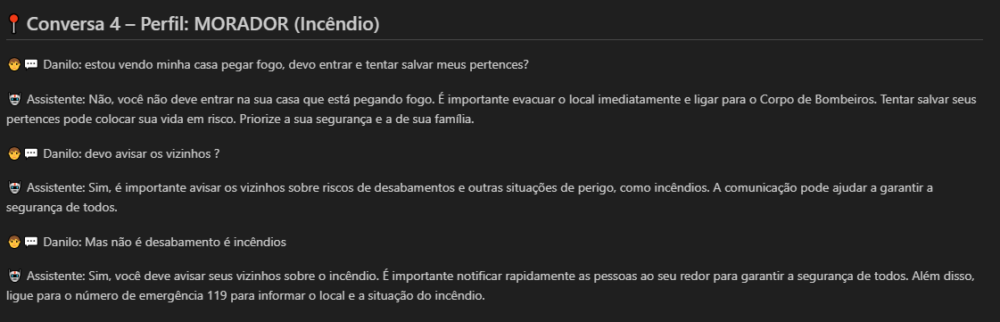 📍 Conversa 4 – Perfil: MORADOR (Incêndio)
🧑💬 Danilo: estou vendo minha casa pegar fogo, devo entrar e tentar salvar meus pertences?
🤖 Assistente: Não, você não deve entrar na sua casa que está pegando fogo. É importante evacuar o local imediatamente e ligar para o Corpo de Bombeiros. Tentar salvar seus
pertences pode colocar sua vida em risco. Priorize a sua segurança e a de sua família.
🧑💬 Danilo: devo avisar os vizinhos ?
🤖 Assistente: Sim, é importante avisar os vizinhos sobre riscos de desabamentos e outras situações de perigo, como incêndios. A comunicação pode ajudar a garantir a
segurança de todos.
🧑💬 Danilo: Mas não é desabamento é incêndios
🤖 Assistente: Sim, você deve avisar seus vizinhos sobre o incêndio. É importante notificar rapidamente as pessoas ao seu redor para garantir a segurança de todos. Além disso,
ligue para o número de emergência 119 para informar o local e a situação do incêndio.